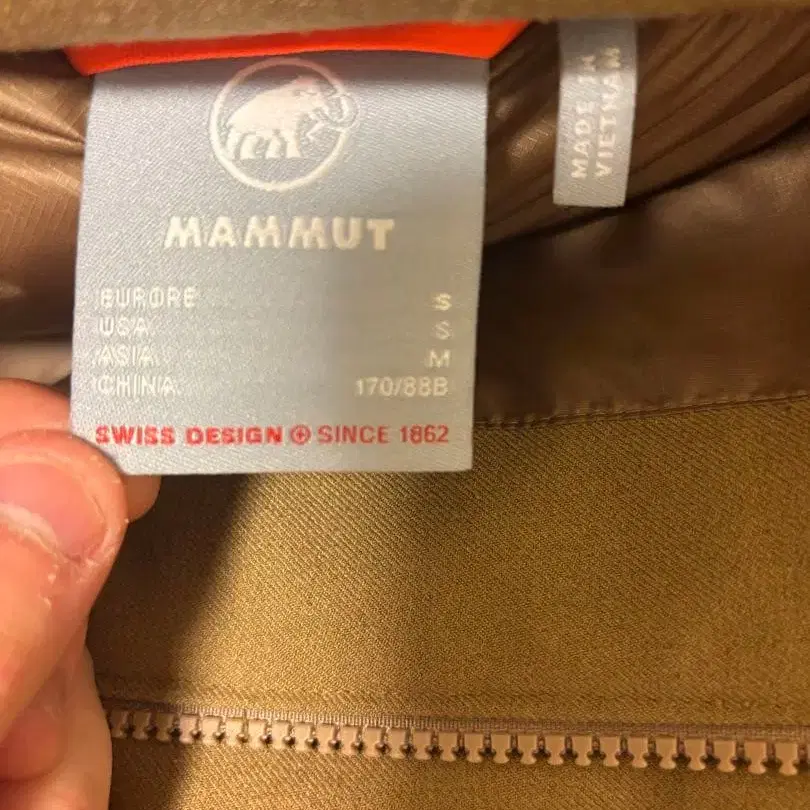 MAMMUT
EUROPE S
USA S
ASIA M
CHINA 170/88B
SWISS DESIGN SINCE 1862
MADE IN
VIETNAM